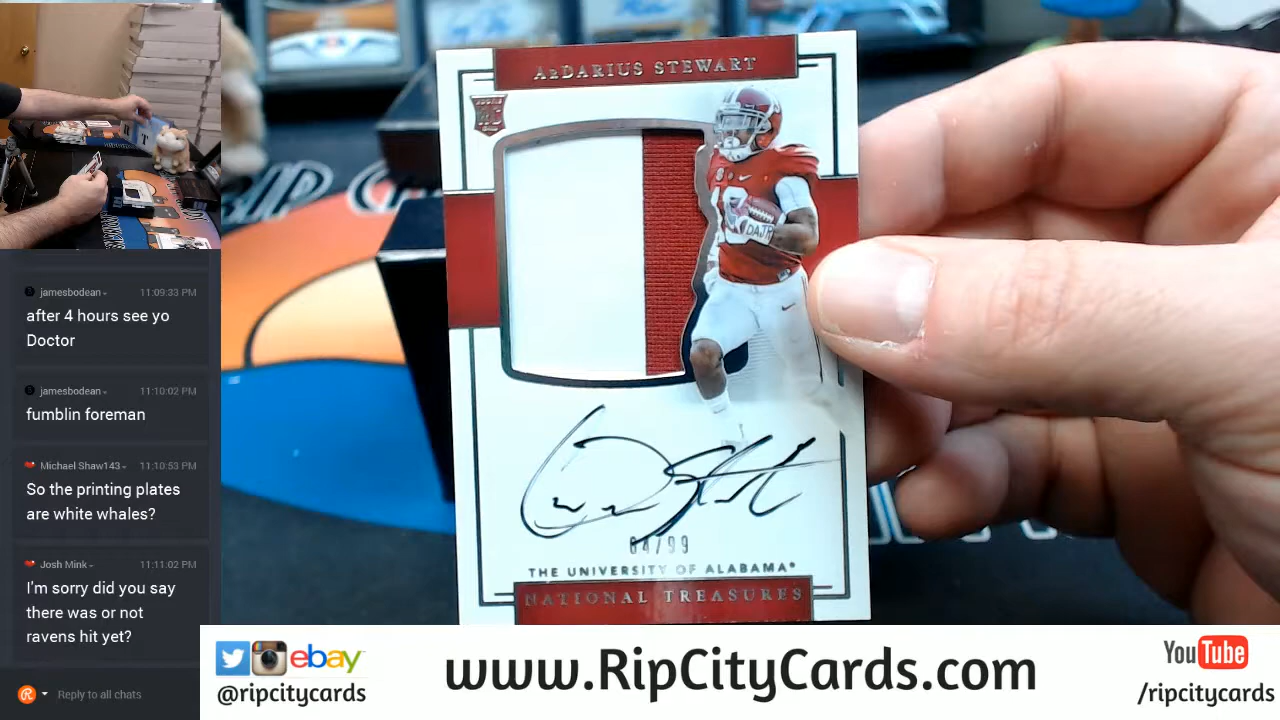 jamesbodean
11:09:33 PM
after 4 hours see yo
Doctor
jamesbodean
11:10:02 PM
fumblin foreman
Michael Shaw143
11:10:53 PM
So the printing plates
are white whales?
Josh Mink
11:11:02 PM
I'm sorry did you say
there was or not
ravens hit yet?
Reply to all chats
ArDarius Stewart
RC
DAJR
04/99
THE UNIVERSITY OF ALABAMA®
NATIONAL TREASURES
ebay
@ripcitycards
www.RipCityCards.com
YouTube
/ripcitycards